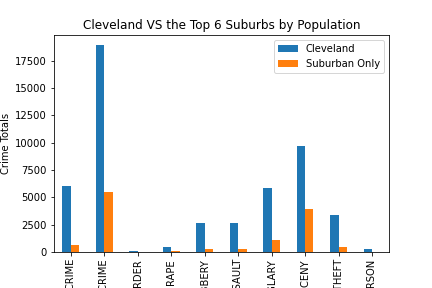 Cleveland VS the Top 6 Suburbs by Population
Cleveland
Suburban Only
Crime Totals
17500
15000
12500
10000
7500
5000
2500
0
CRIME
CRIME
RDER
RAPE
BBERY
SAULT
GLARY
CENY
THEFT
RSON